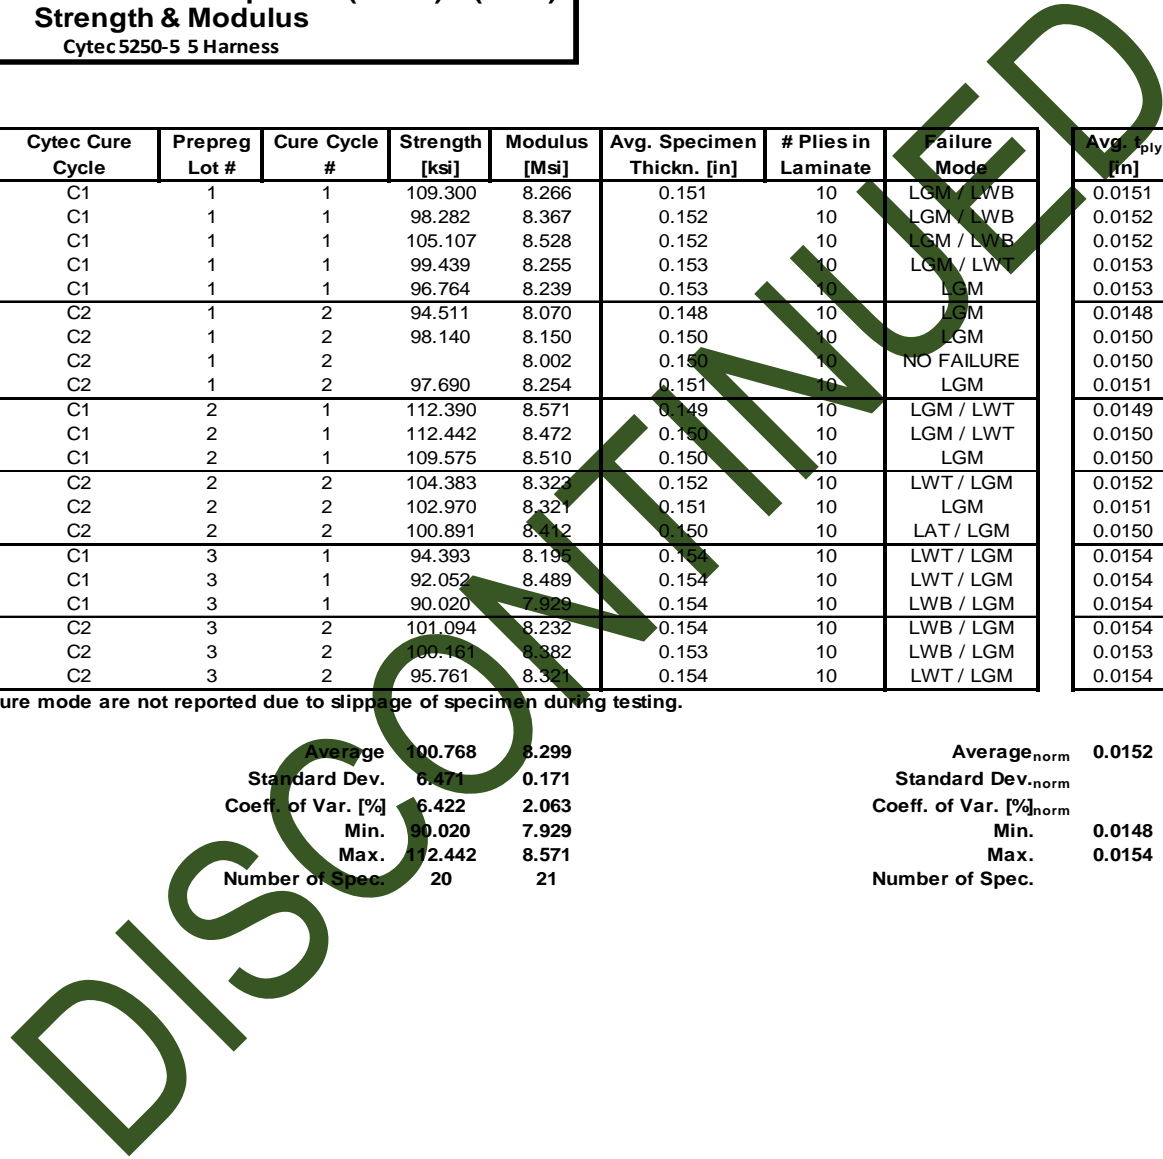 Strength & Modulus
Cytec 5250-5 5 Harness
Cytec Cure Cycle Prepreg Lot # Cure Cycle # Strength [ksi] Modulus [Msi] Avg. Specimen Thickn. [in] # Plies in Laminate Failure Mode Avg. tply [in]
C1 1 1 109.300 8.266 0.151 10 LGM / LWB 0.0151
C1 1 1 98.282 8.367 0.152 10 LGM / LWB 0.0152
C1 1 1 105.107 8.528 0.152 10 LGM / LWB 0.0152
C1 1 1 99.439 8.255 0.153 10 LGM / LWT 0.0153
C1 1 1 96.764 8.239 0.153 10 LGM 0.0153
C2 1 2 94.511 8.070 0.148 10 LGM 0.0148
C2 1 2 98.140 8.150 0.150 10 LGM 0.0150
C2 1 2 8.002 0.150 10 NO FAILURE 0.0150
C2 1 2 97.690 8.254 0.151 10 LGM 0.0151
C1 2 1 112.390 8.571 0.149 10 LGM / LWT 0.0149
C1 2 1 112.442 8.472 0.150 10 LGM / LWT 0.0150
C1 2 1 109.575 8.510 0.150 10 LGM 0.0150
C2 2 2 104.383 8.323 0.152 10 LWT / LGM 0.0152
C2 2 2 102.970 8.321 0.151 10 LGM 0.0151
C2 2 2 100.891 8.412 0.150 10 LAT / LGM 0.0150
C1 3 1 94.393 8.195 0.154 10 LWT / LGM 0.0154
C1 3 1 92.052 8.489 0.154 10 LWT / LGM 0.0154
C1 3 1 90.020 7.929 0.154 10 LWB / LGM 0.0154
C2 3 2 101.094 8.232 0.154 10 LWB / LGM 0.0154
C2 3 2 100.161 8.382 0.153 10 LWB / LGM 0.0153
C2 3 2 95.761 8.321 0.154 10 LWT / LGM 0.0154
ure mode are not reported due to slippage of specimen during testing.
Average 100.768 8.299 Averagenorm 0.0152
Standard Dev. 6.471 0.171 Standard Dev.norm
Coeff. of Var. [%] 6.422 2.063 Coeff. of Var. [%]norm
Min. 90.020 7.929 Min. 0.0148
Max. 112.442 8.571 Max. 0.0154
Number of Spec. 20 21 Number of Spec.
DISCONTINUED